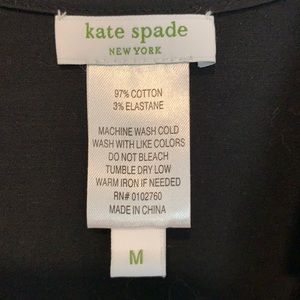 kate spade
NEW YORK
97% COTTON
3% ELASTANE
MACHINE WASH COLD
WASH WITH LIKE COLORS
DO NOT BLEACH
TUMBLE DRY LOW
WARM IRON IF NEEDED
RN# 0102760
MADE IN CHINA
M